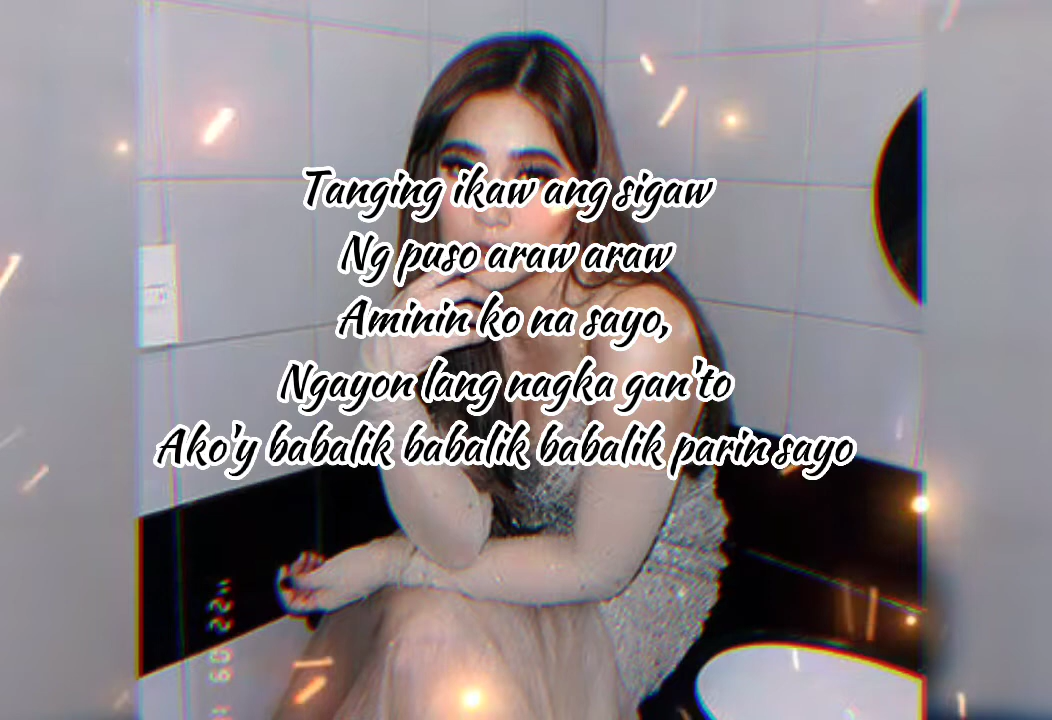 Tanging ikaw ang sigaw
Ng puso araw araw
Aminin ko na sayo,
Ngayon lang nagka gan'to
Ako'y babalik babalik babalik parin sayo